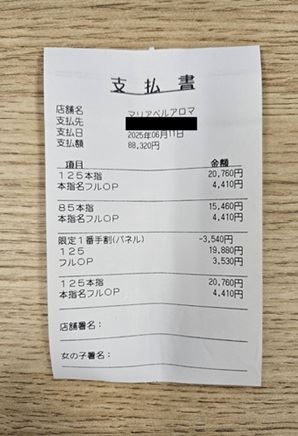 支払書
店舗名 マリアベルアロマ
支払先
支払日 2025年06月11日
支払額 88,320円
項目 金額
125本指 20,760円
本指名フルOP 4,410円
85本指 15,460円
本指名フルOP 4,410円
限定1番手割(パネル) -3,540円
125 19,880円
フルOP 3,530円
125本指 20,760円
本指名フルOP 4,410円
店舗署名:
女の子署名: